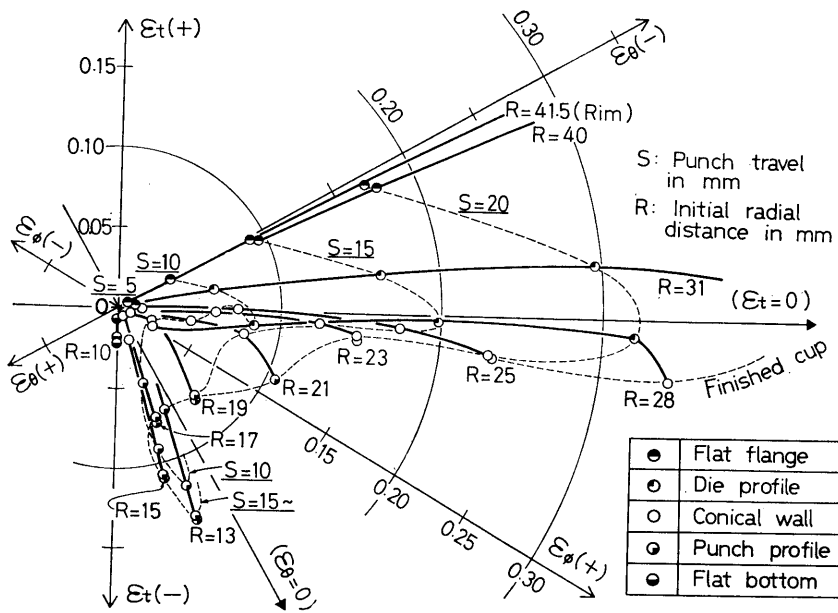 εt(+)
0.15
0.10
0.05
0
0.20
0.30
εθ(-)
R=41.5(Rim)
R=40
S: Punch travel
in mm
R: Initial radial
distance in mm
εφ(-)
S=5
S=10
S=15
S=20
R=31
(εt=0)
εθ(+)
R=10
R=23
R=25
R=28
Finished cup
R=21
R=19
R=17
0.15
S=10
S=15~
R=15
R=13
0.20
0.25
0.30
εφ(+)
(εθ=0)
εt(-)
Flat flange
Die profile
Conical wall
Punch profile
Flat bottom